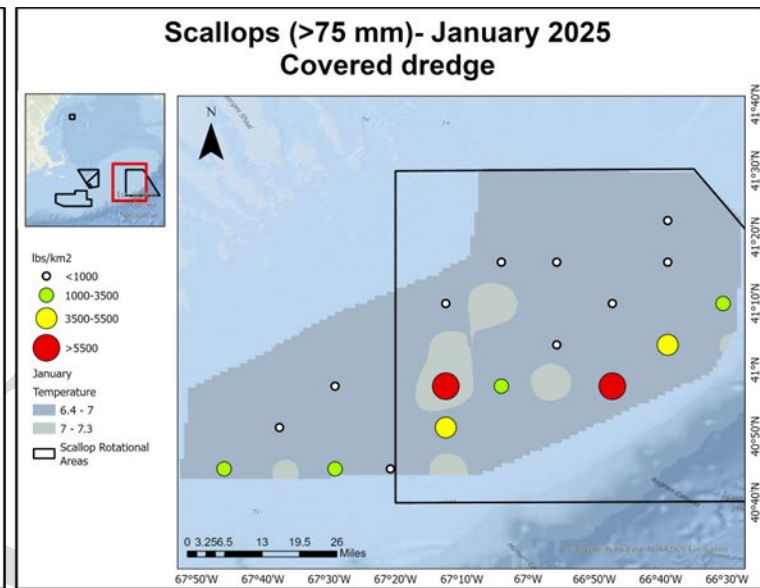 Scallops (>75 mm)- January 2025
Covered dredge
N
lbs/km2
<1000
1000-3500
3500-5500
>5500
January
Temperature
6.4 - 7
7 - 7.3
Scallop Rotational
Areas
0 3.256.5 13 19.5 26
Miles
41°40'N
41°30'N
41°20'N
41°10'N
41°N
40°50'N
40°40'N
67°50'W 67°40'W 67°30'W 67°20'W 67°10'W 67°W 66°50'W 66°40'W 66°30'W